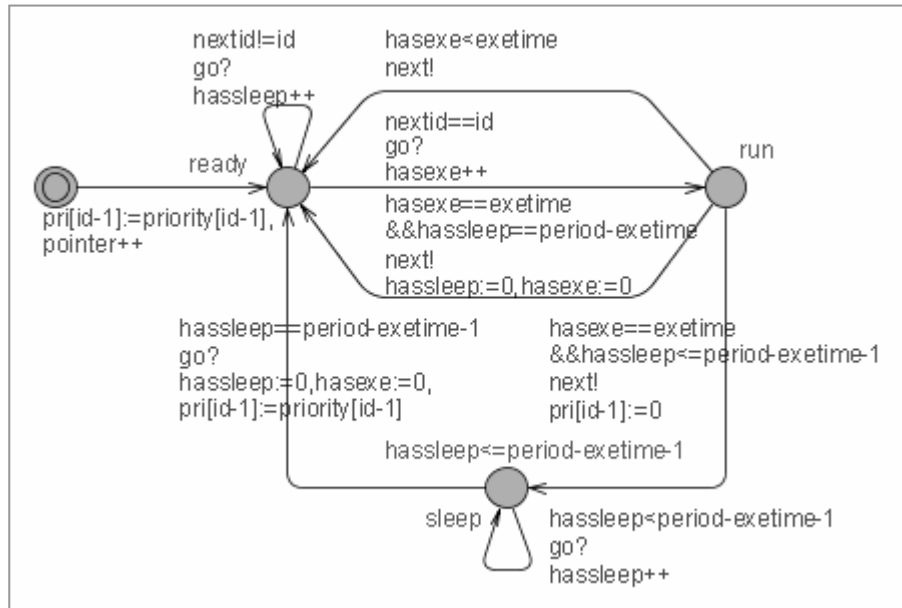 nextid!=id
go?
hassleep++
hasexe<exetime
next!
ready
nextid==id
go?
hasexe++
run
pri[id-1]:=priority[id-1],
pointer++
hasexe==exetime
&&hassleep==period-exetime
next!
hassleep:=0,hasexe:=0
hassleep==period-exetime-1
go?
hassleep:=0,hasexe:=0,
pri[id-1]:=priority[id-1]
hasexe==exetime
&&hassleep<=period-exetime-1
next!
pri[id-1]:=0
hassleep<=period-exetime-1
sleep
hassleep<period-exetime-1
go?
hassleep++